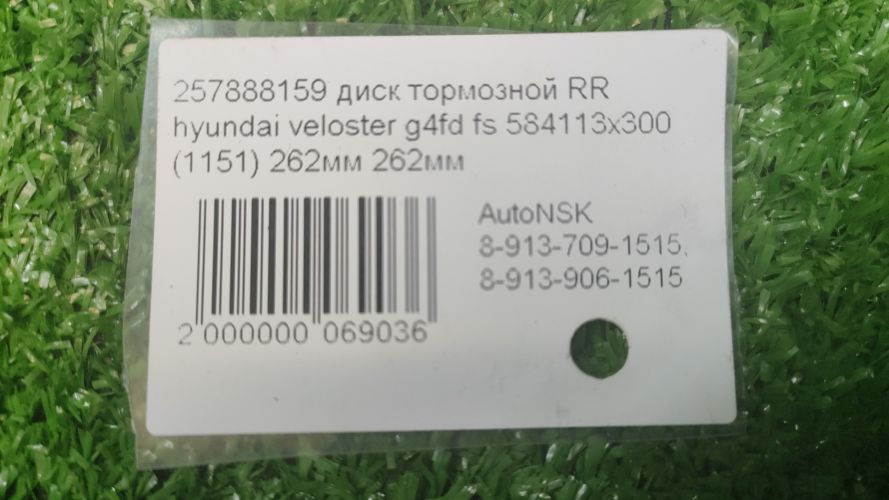 257888159 диск тормозной RR
hyundai veloster g4fd fs 584113x300
(1151) 262мм 262мм
AutoNSK
8-913-709-1515,
8-913-906-1515
2 000000 069036